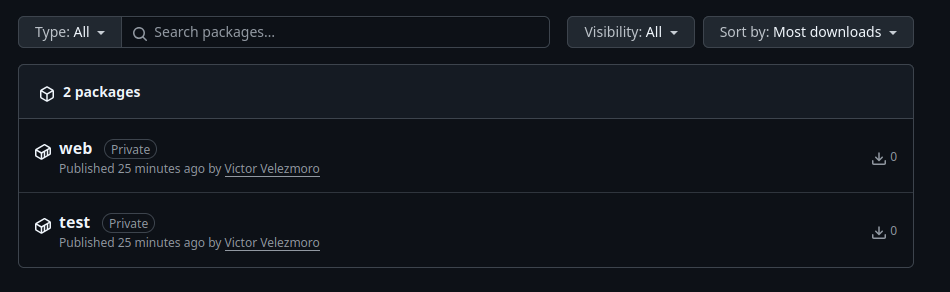 Type: All
Search packages...
Visibility: All
Sort by: Most downloads
2 packages
web Private
Published 25 minutes ago by Victor Velezmoro
0
test Private
Published 25 minutes ago by Victor Velezmoro
0